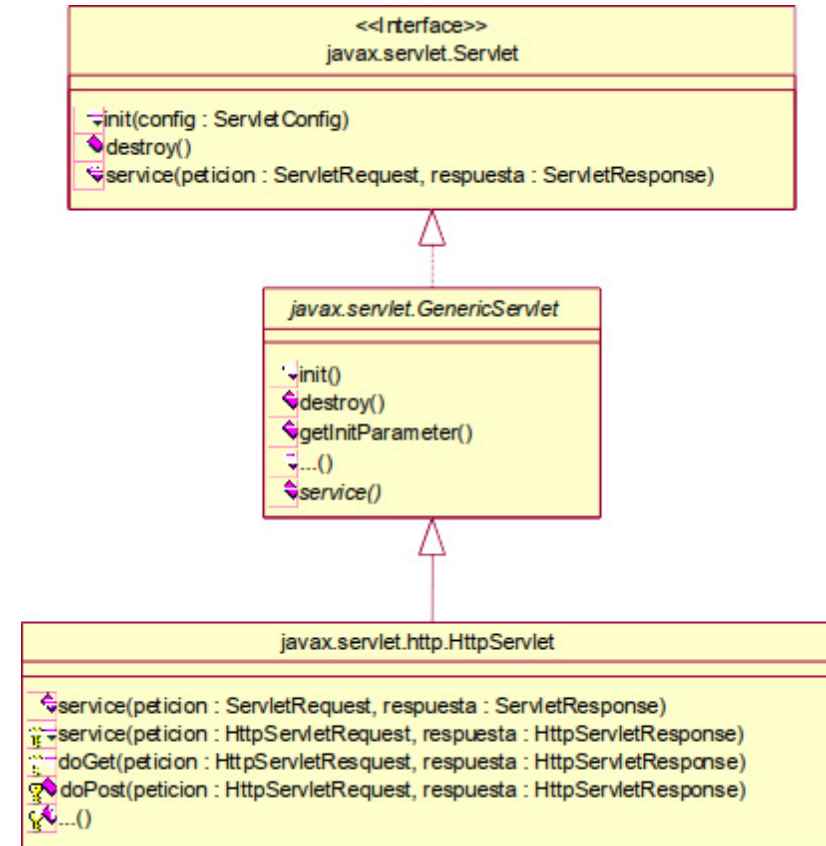 <<Interface>>
javax.servlet.Servlet
init(config : ServletConfig)
destroy()
service(peticion : ServletRequest, respuesta : ServletResponse)
javax.servlet.GenericServlet
init()
destroy()
getInitParameter()
...()
service()
javax.servlet.http.HttpServlet
service(peticion : ServletRequest, respuesta : ServletResponse)
service(peticion : HttpServletRequest, respuesta : HttpServletResponse)
doGet(peticion : HttpServletResquest, respuesta : HttpServletResponse)
doPost(peticion : HttpServletRequest, respuesta : HttpServletResponse)
...()